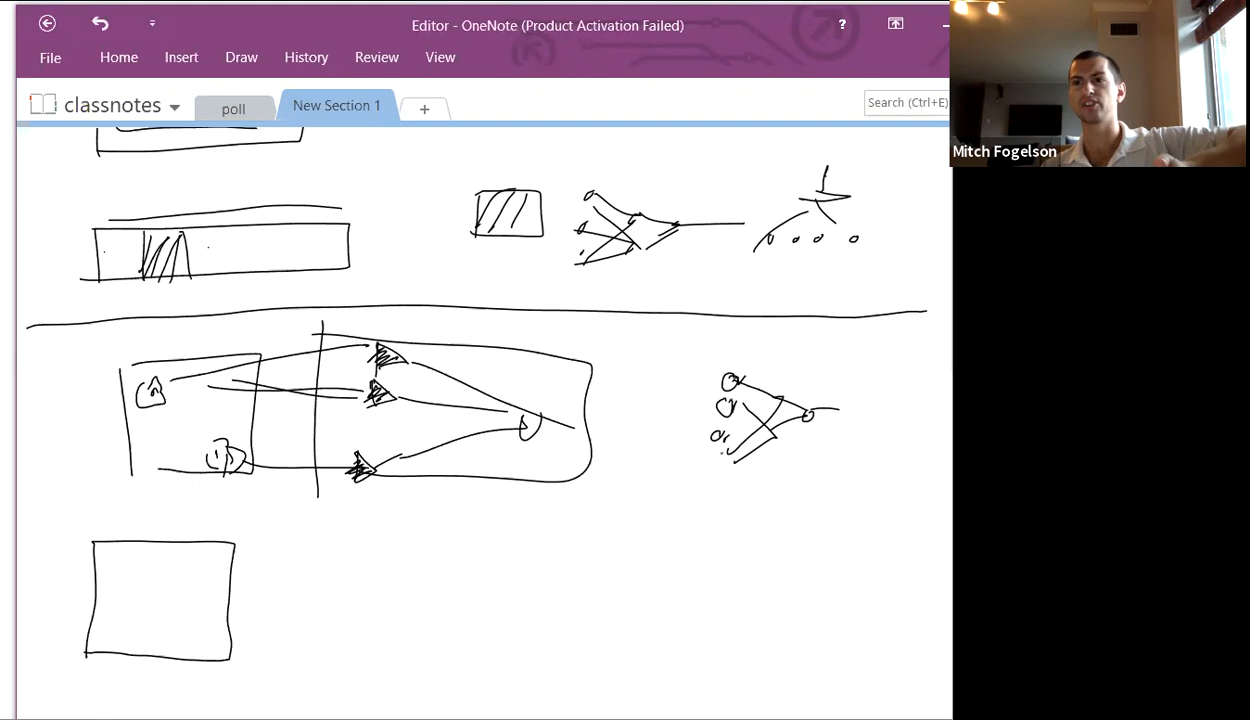 Editor - OneNote (Product Activation Failed)
?
File Home Insert Draw History Review View
classnotes poll New Section 1 +
Search (Ctrl+E)
Mitch Fogelson